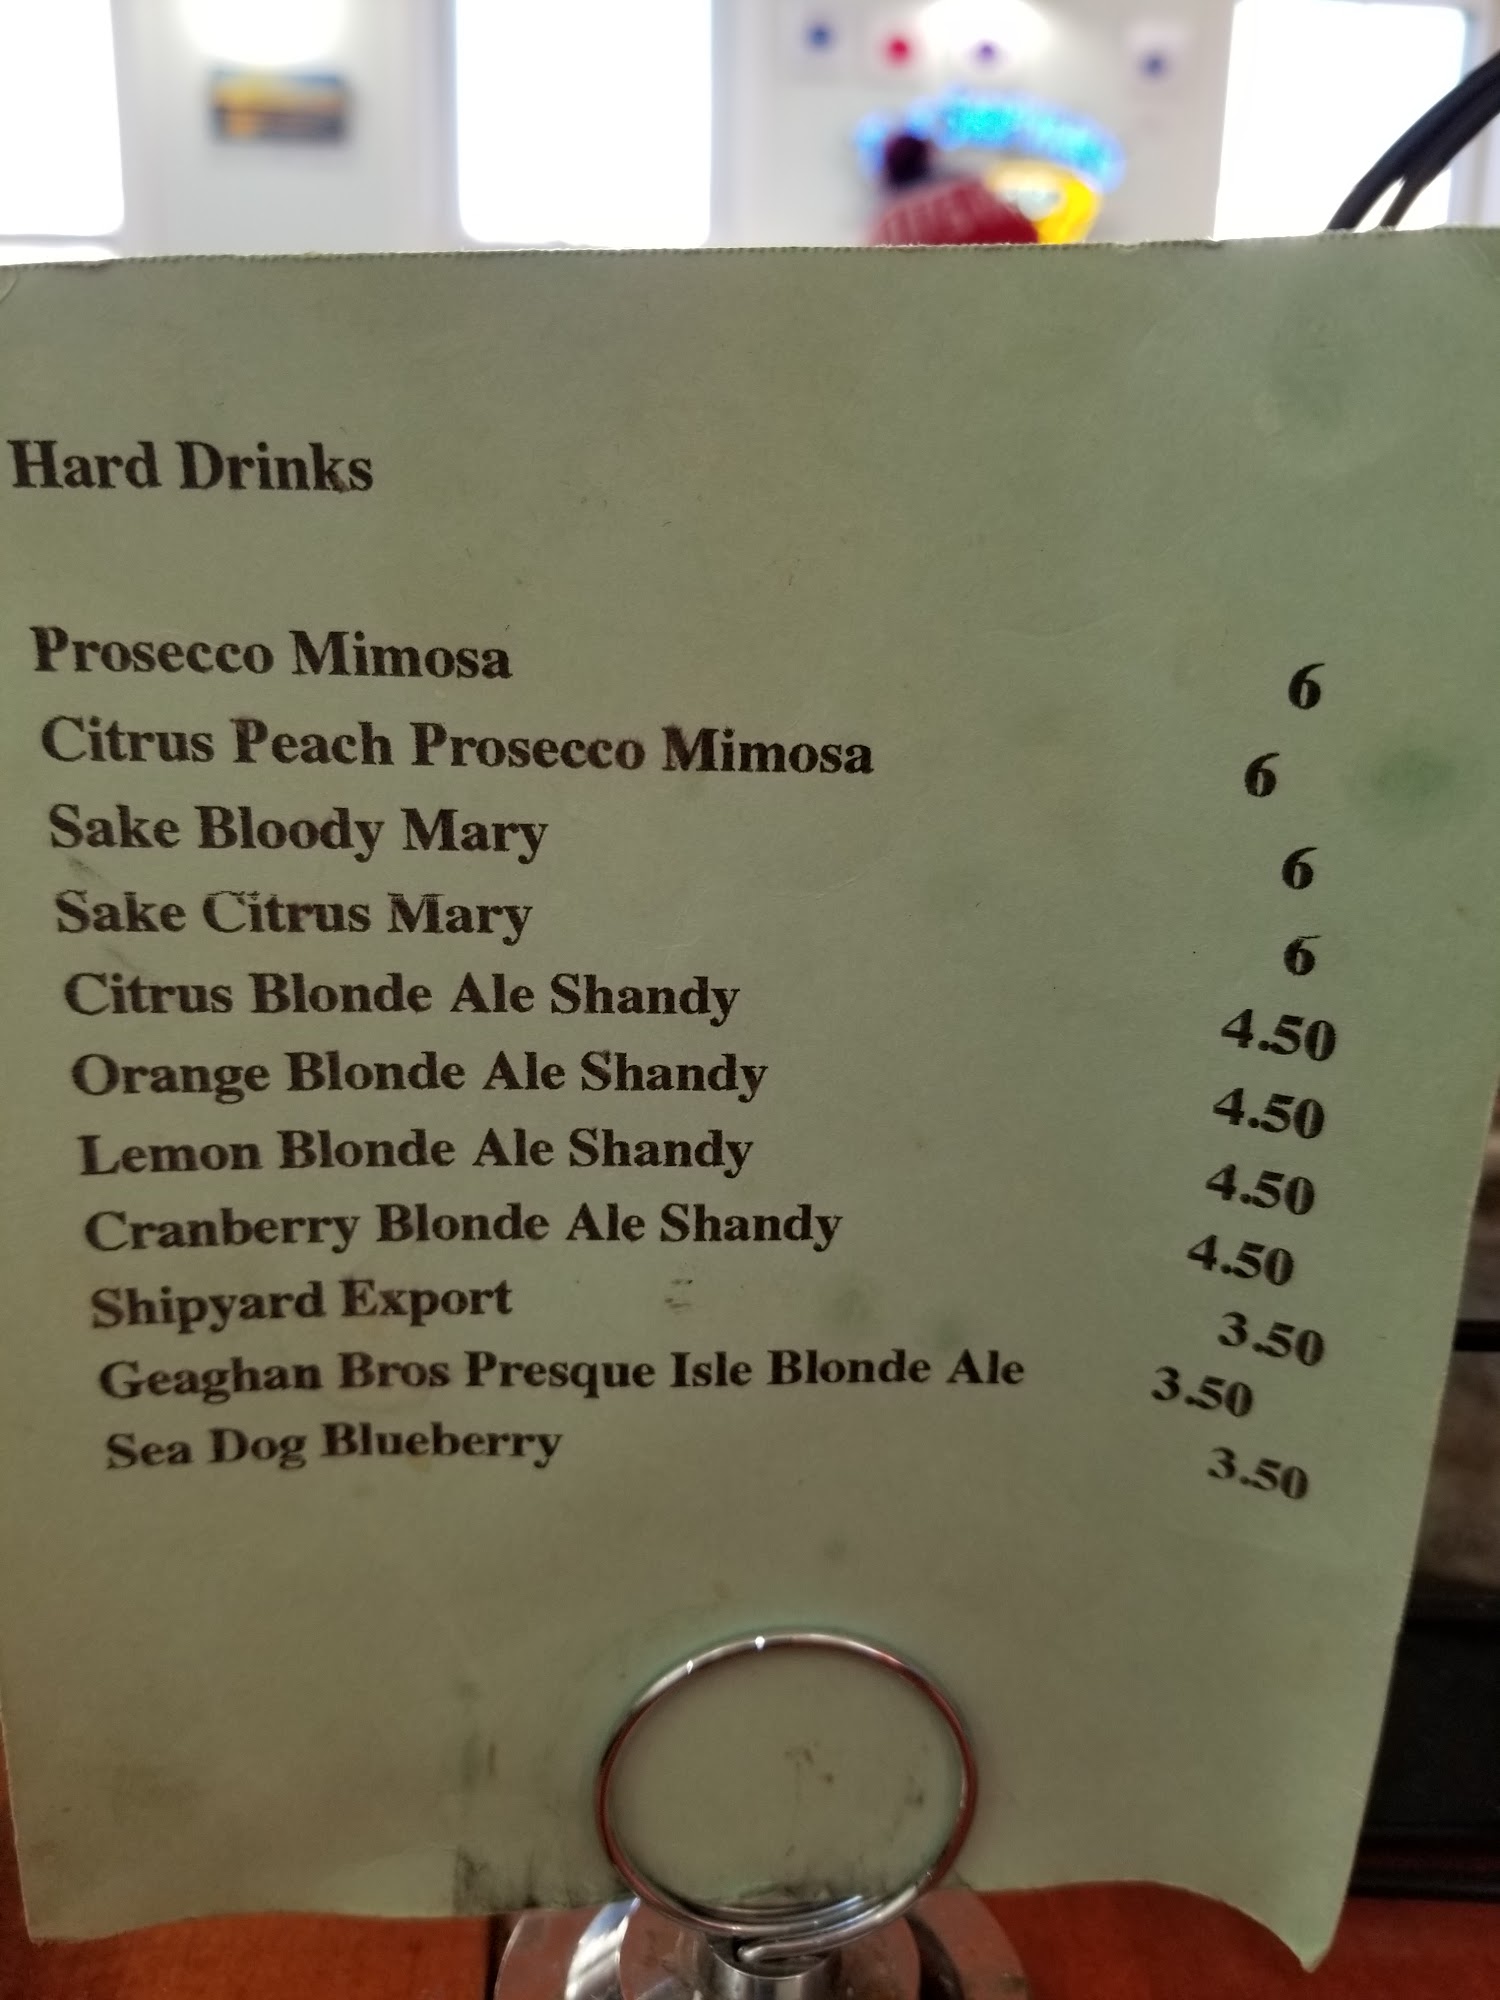 Hard Drinks
Prosecco Mimosa 6
Citrus Peach Prosecco Mimosa 6
Sake Bloody Mary 6
Sake Citrus Mary 6
Citrus Blonde Ale Shandy 4.50
Orange Blonde Ale Shandy 4.50
Lemon Blonde Ale Shandy 4.50
Cranberry Blonde Ale Shandy 4.50
Shipyard Export 3.50
Geaghan Bros Presque Isle Blonde Ale 3.50
Sea Dog Blueberry 3.50